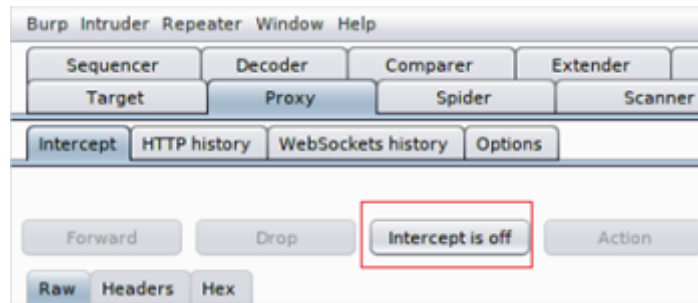 Burp Intruder Repeater Window Help
Sequencer Decoder Comparer Extender
Target Proxy Spider Scanner
Intercept HTTP history WebSockets history Options
Forward Drop Intercept is off Action
Raw Headers Hex